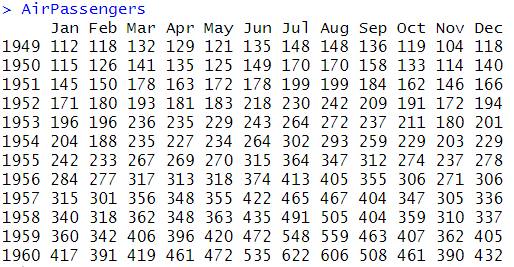 > AirPassengers
Jan Feb Mar Apr May Jun Jul Aug Sep Oct Nov Dec
1949 112 118 132 129 121 135 148 148 136 119 104 118
1950 115 126 141 135 125 149 170 170 158 133 114 140
1951 145 150 178 163 172 178 199 199 184 162 146 166
1952 171 180 193 181 183 218 230 242 209 191 172 194
1953 196 196 236 235 229 243 264 272 237 211 180 201
1954 204 188 235 227 234 264 302 293 259 229 203 229
1955 242 233 267 269 270 315 364 347 312 274 237 278
1956 284 277 317 313 318 374 413 405 355 306 271 306
1957 315 301 356 348 355 422 465 467 404 347 305 336
1958 340 318 362 348 363 435 491 505 404 359 310 337
1959 360 342 406 396 420 472 548 559 463 407 362 405
1960 417 391 419 461 472 535 622 606 508 461 390 432